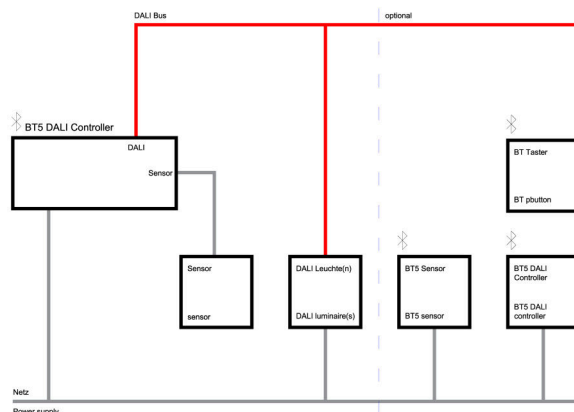 DALI Bus
optional
BT5 DALI Controller
DALI
Sensor
BT Taster
BT pbutton
Sensor
sensor
DALI Leuchte(n)
DALI luminaire(s)
BT5 Sensor
BT5 sensor
BT5 DALI
Controller
BT5 DALI
controller
Netz
Power supply